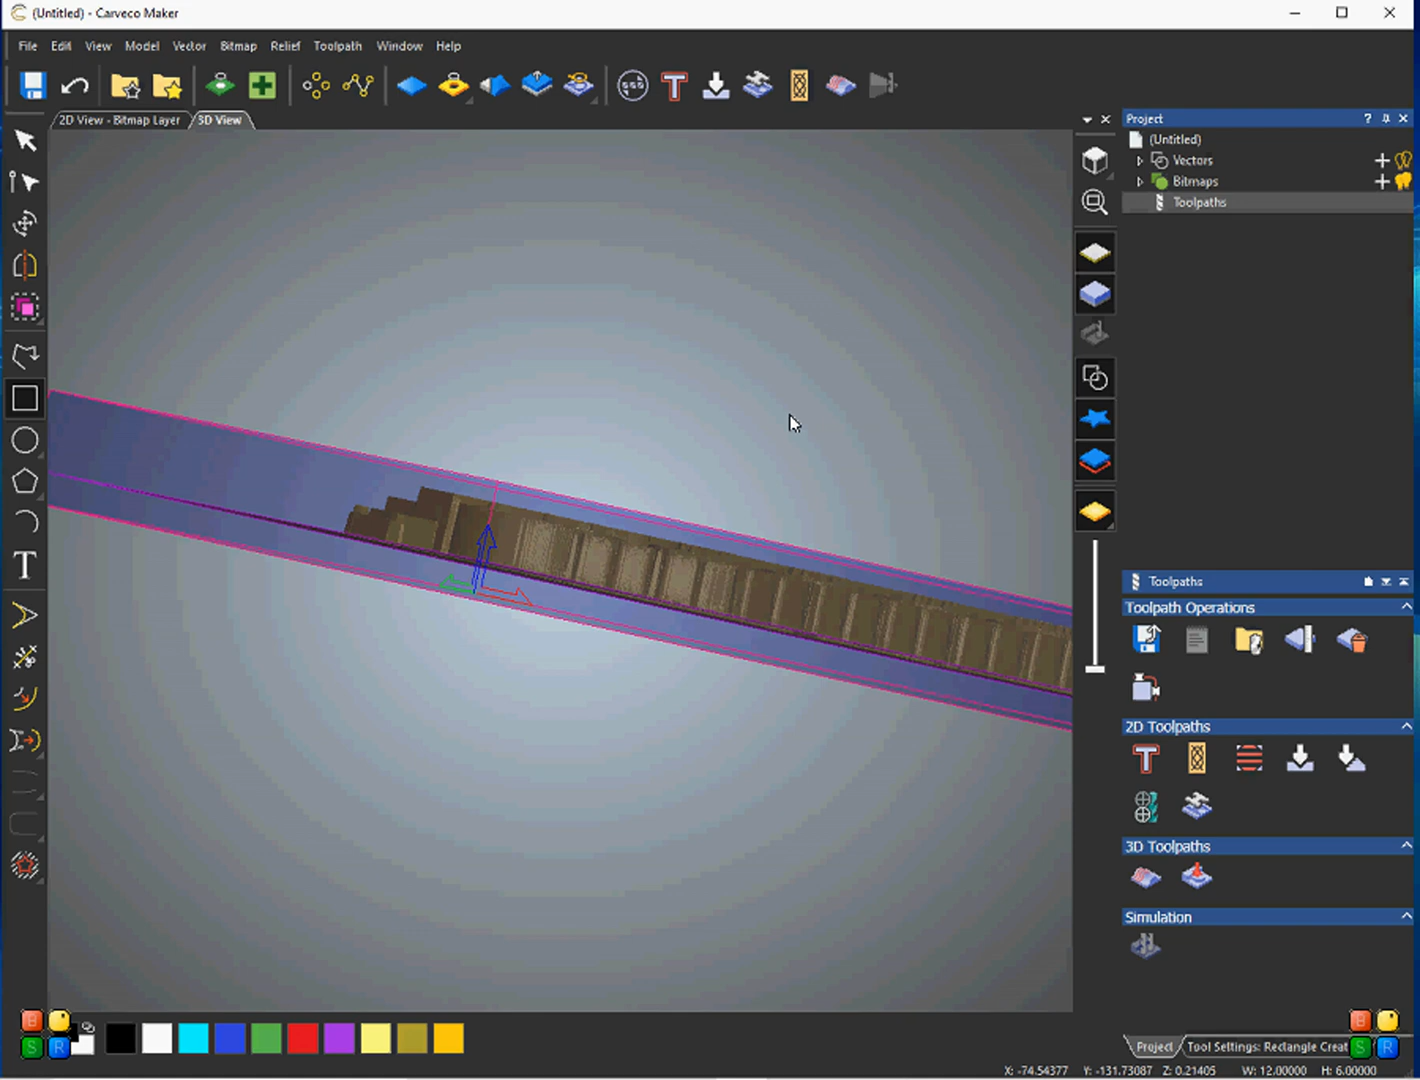 (Untitled) - Carveco Maker
File Edit View Model Vector Bitmap Relief Toolpath Window Help
2D View - Bitmap Layer 3D View
Project
(Untitled)
Vectors
Bitmaps
Toolpaths
Toolpaths
Toolpath Operations
2D Toolpaths
3D Toolpaths
Simulation
B
S R
B
S R
Project Tool Settings: Rectangle Creat
X: -74.54377 Y: -131.73087 Z: 0.21405 W: 12.00000 H: 6.00000